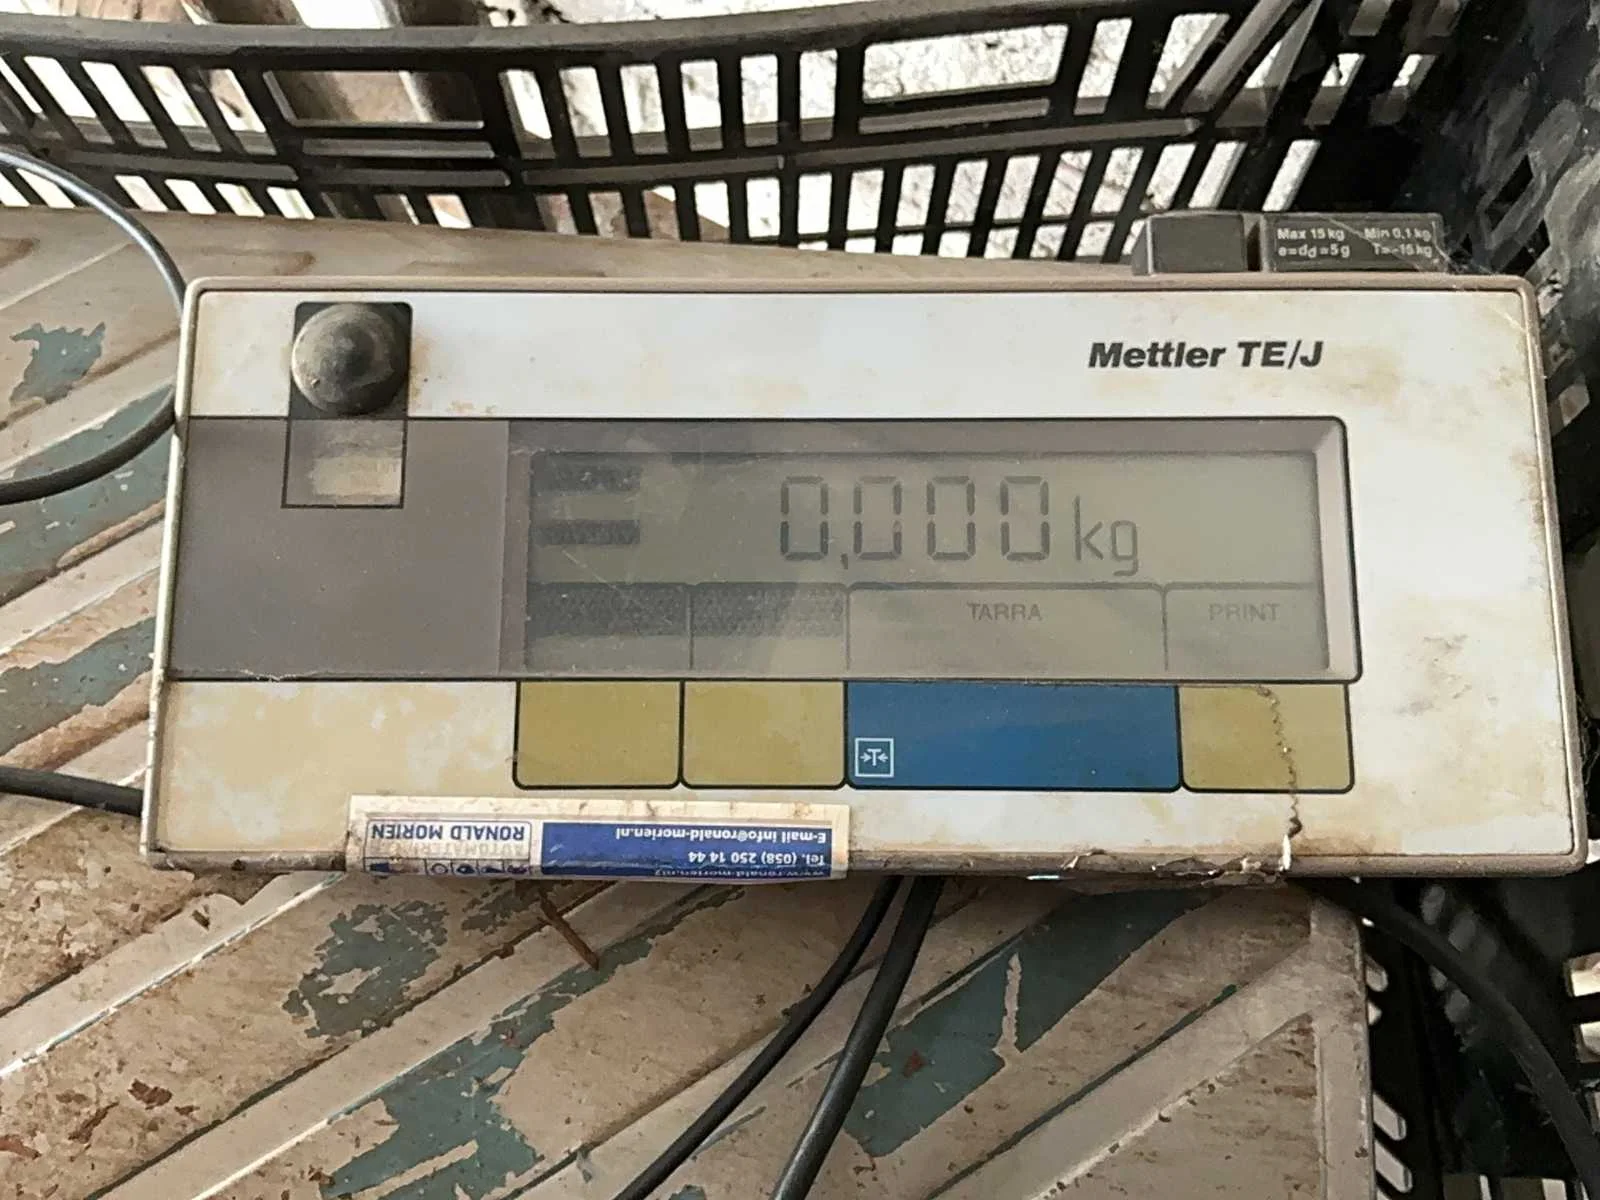 Max 15 kg Min 0,1 kg
e=dd=5 g T=-15 kg
Mettler TE/J
0,000 kg
TARRA PRINT
T
www.ronald-morien.nl
Tel. (058) 250 14 44
E-mail info@ronald-morien.nl
AUTOMATERIALEN
RONALD MORIEN